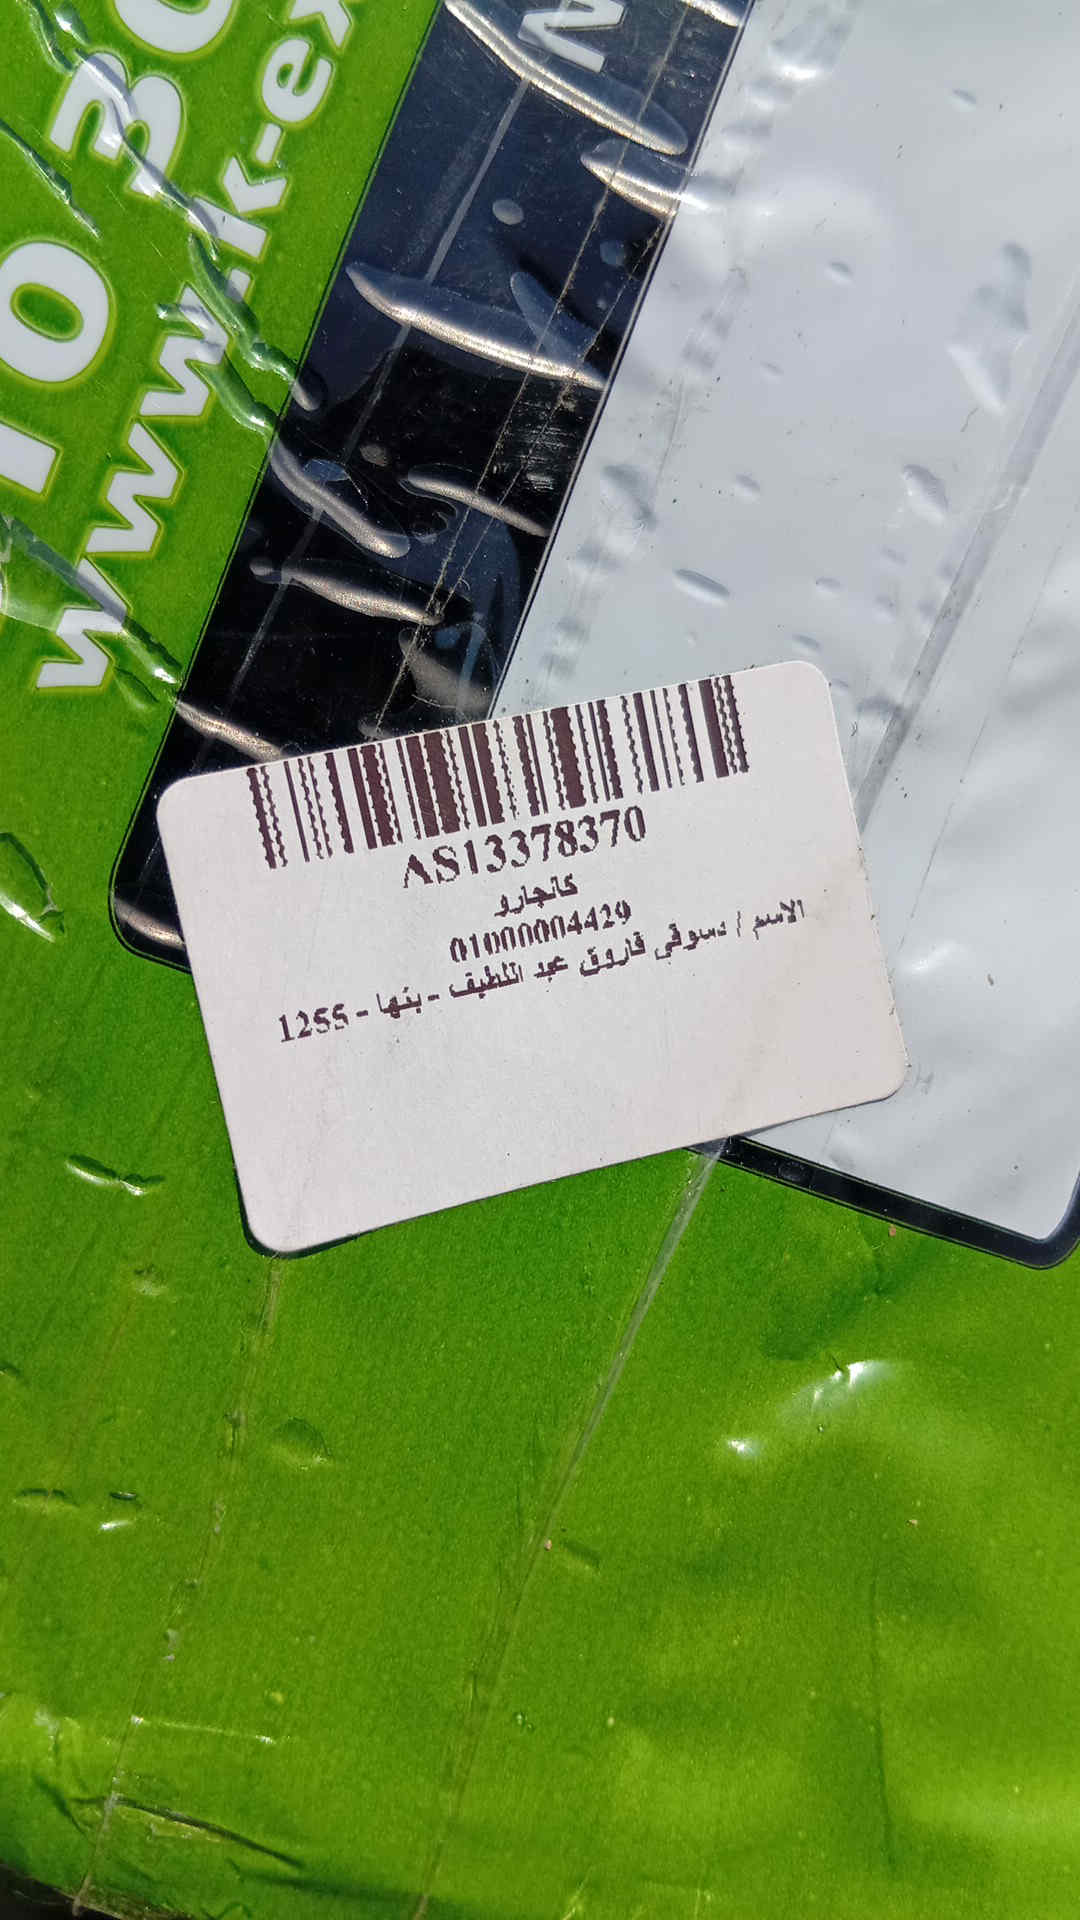 www.k-ex
AS13378370
كانجارو
01000004429
الاسم / دسوقي فاروق عبد اللطيف - بنها - 1255